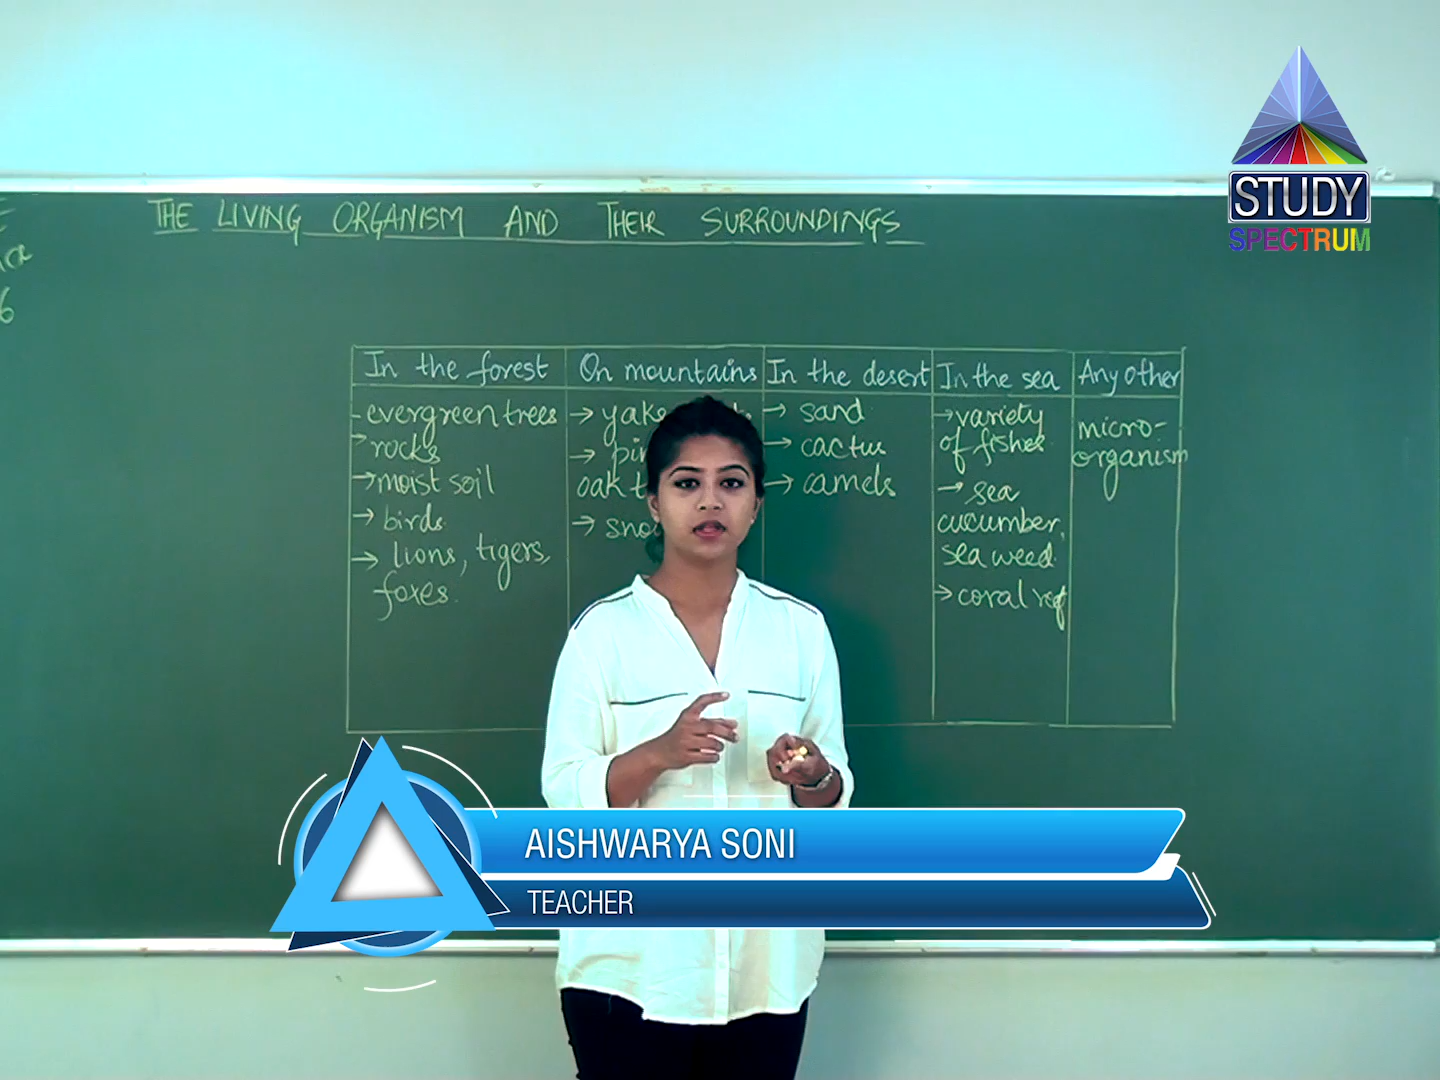 STUDY
SPECTRUM
THE LIVING ORGANISM AND THEIR SURROUNDINGS
6
In the forest
- evergreen trees
→ rocks
→ moist soil
→ birds
→ lions, tigers,
foxes.
On mountains
→
→
oak
→
In the desert
→ sand
→ cactus
→ camels
In the sea
→ variety
of fishes
→ sea
cucumber,
sea weed
→ coral reef
Any other
micro-
organism
AISHWARYA SONI
TEACHER